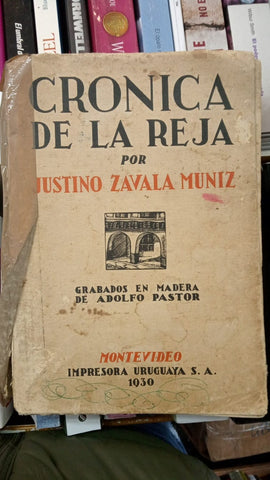 CRONICA
DE LA REJA
POR
JUSTINO ZAVALA MUNIZ
GRABADOS EN MADERA
DE ADOLFO PASTOR
MONTEVIDEO
IMPRESORA URUGUAYA S. A.
1930